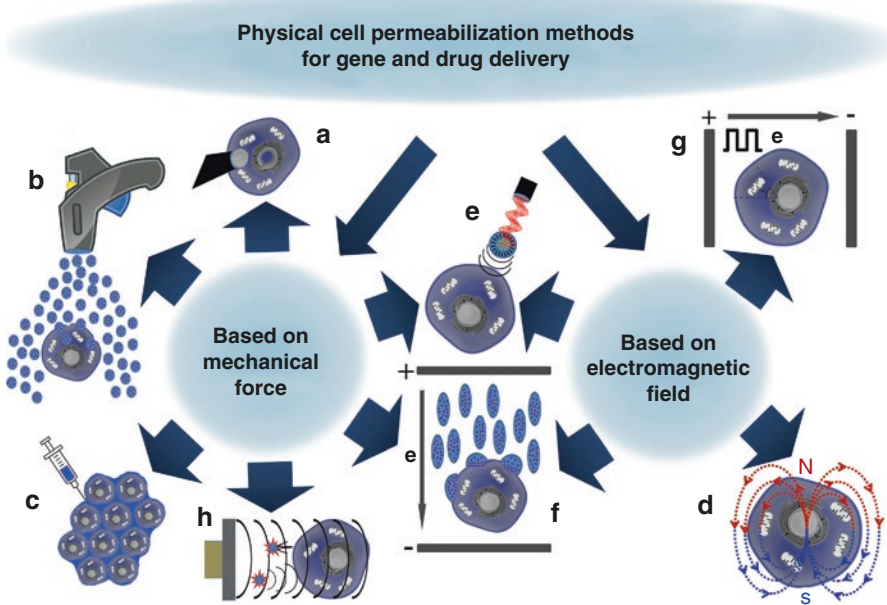 Physical cell permeabilization methods
for gene and drug delivery
a
b
g
+
-
e
e
Based on
mechanical
force
Based on
electromagnetic
field
+
e
-
c
h
f
d
N
S